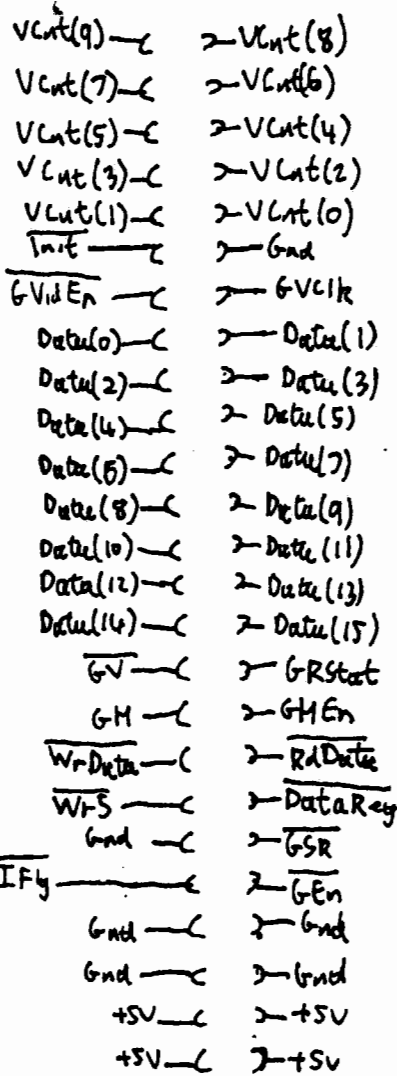 VCnt(9) VCnt(8)
VCnt(7) VCnt(6)
VCnt(5) VCnt(4)
VCnt(3) VCnt(2)
VCnt(1) VCnt(0)
Init Gnd
GVidEn GVClk
Data(0) Data(1)
Data(2) Data(3)
Data(4) Data(5)
Data(6) Data(7)
Data(8) Data(9)
Data(10) Data(11)
Data(12) Data(13)
Data(14) Data(15)
GV GRStat
GH GHEn
WrData RdData
WrS DataReg
Gnd GSR
IFly GEn
Gnd Gnd
Gnd Gnd
+5V +5V
+5V +5V